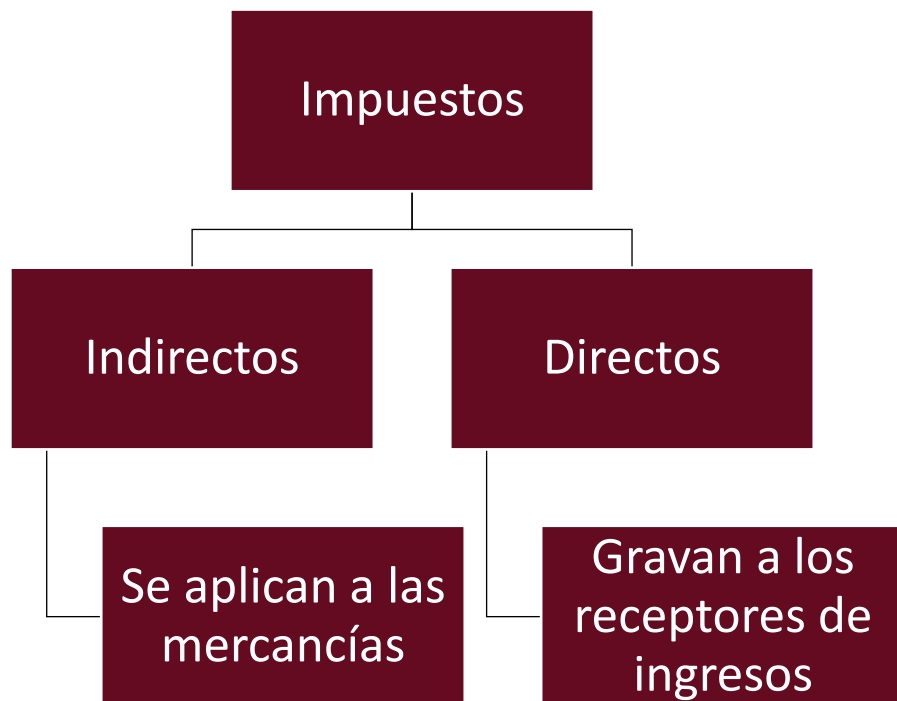 Impuestos
Indirectos
Directos
Se aplican a las
mercancías
Gravan a los
receptores de
ingresos